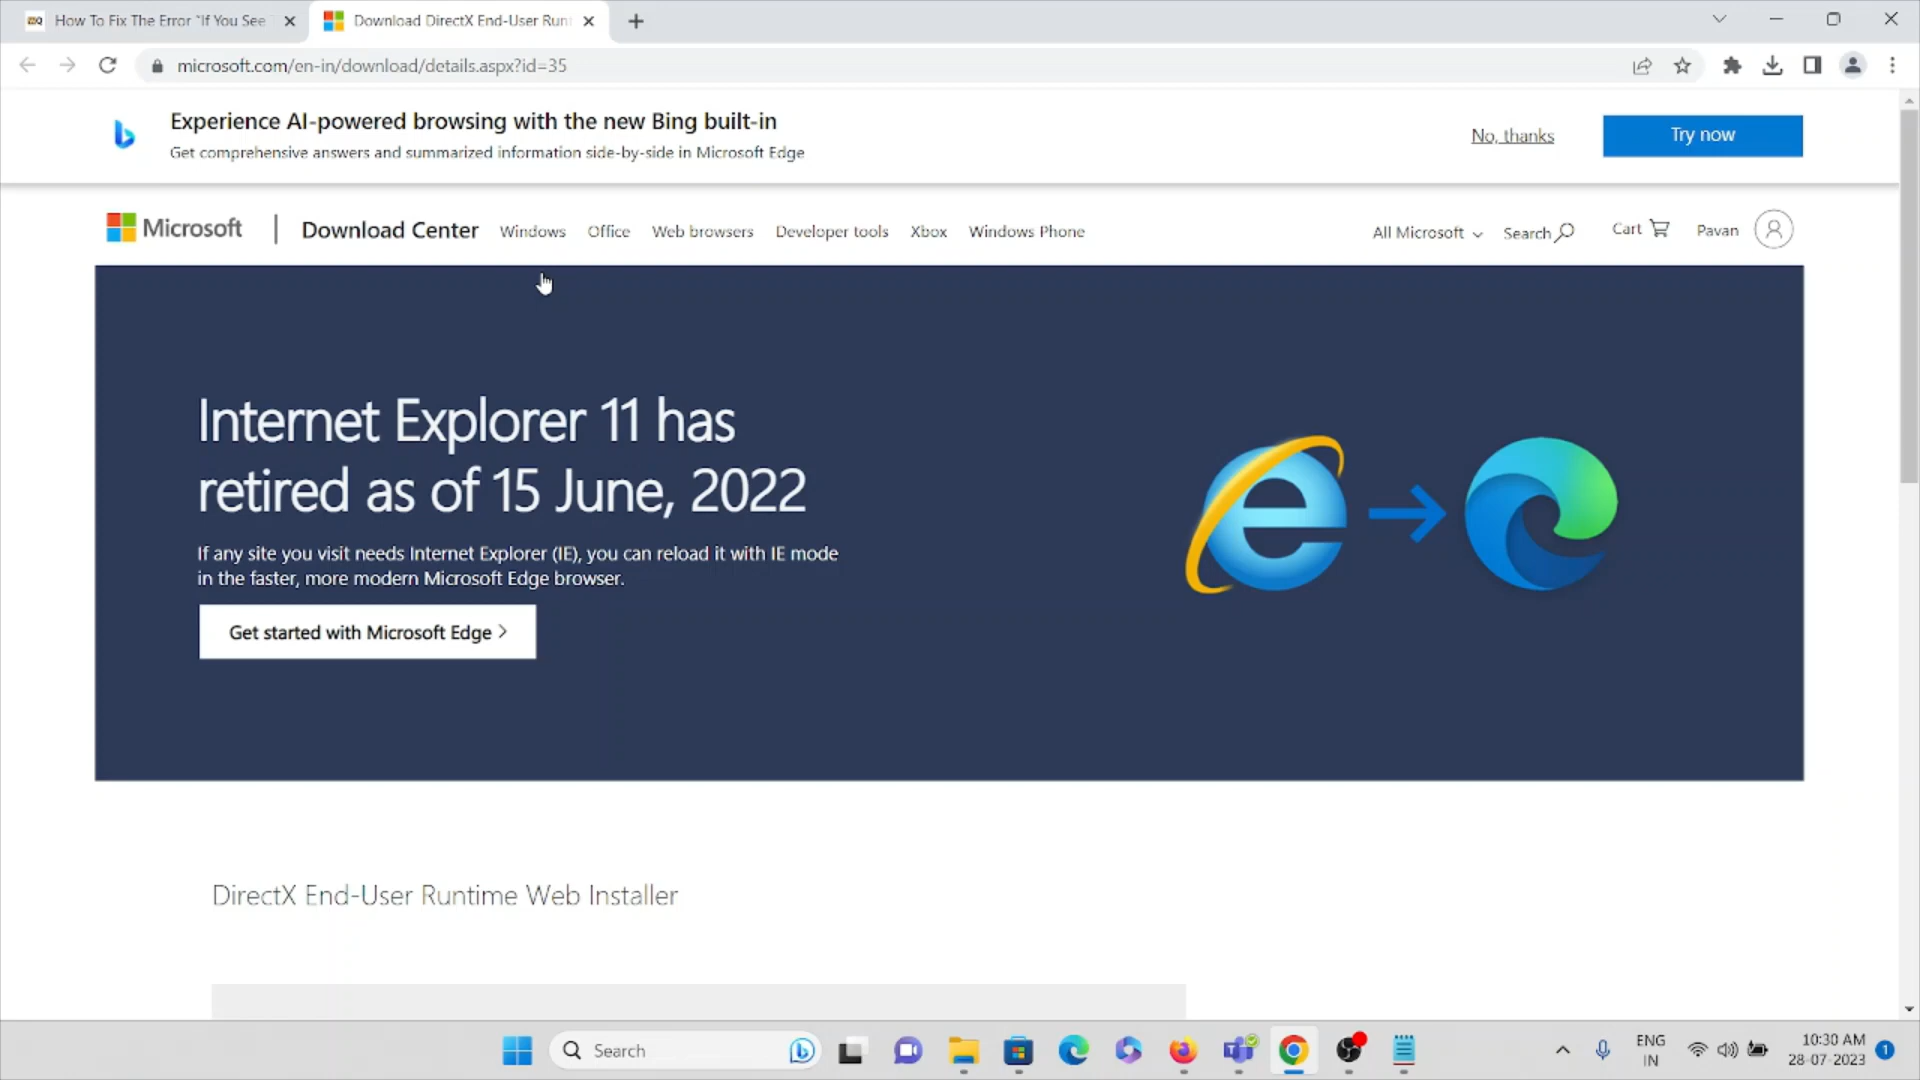 How To Fix The Error "If You See
Download DirectX End-User Run
microsoft.com/en-in/download/details.aspx?id=35
Experience AI-powered browsing with the new Bing built-in
Get comprehensive answers and summarized information side-by-side in Microsoft Edge
No, thanks
Try now
Microsoft
Download Center
Windows
Office
Web browsers
Developer tools
Xbox
Windows Phone
All Microsoft
Search
Cart
Pavan
Internet Explorer 11 has
retired as of 15 June, 2022
If any site you visit needs Internet Explorer (IE), you can reload it with IE mode
in the faster, more modern Microsoft Edge browser.
Get started with Microsoft Edge >
DirectX End-User Runtime Web Installer
Search
ENG
IN
10:30 AM
28-07-2023
1